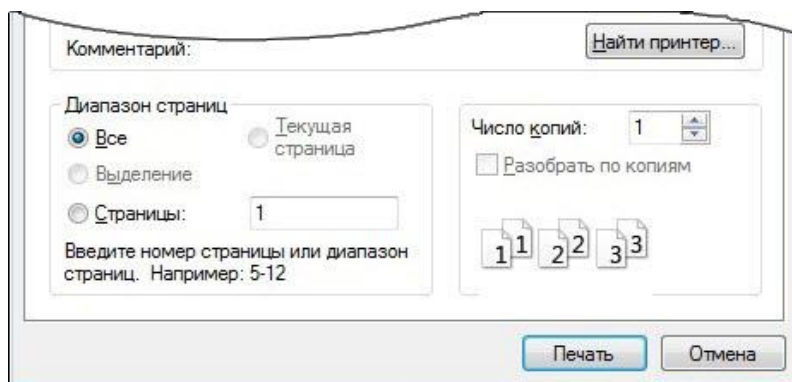 Комментарий:
Найти принтер...
Диапазон страниц
Все
Текущая
страница
Выделение
Страницы: 1
Введите номер страницы или диапазон
страниц. Например: 5-12
Число копий: 1
Разобрать по копиям
1 1 2 2 3 3
Печать
Отмена